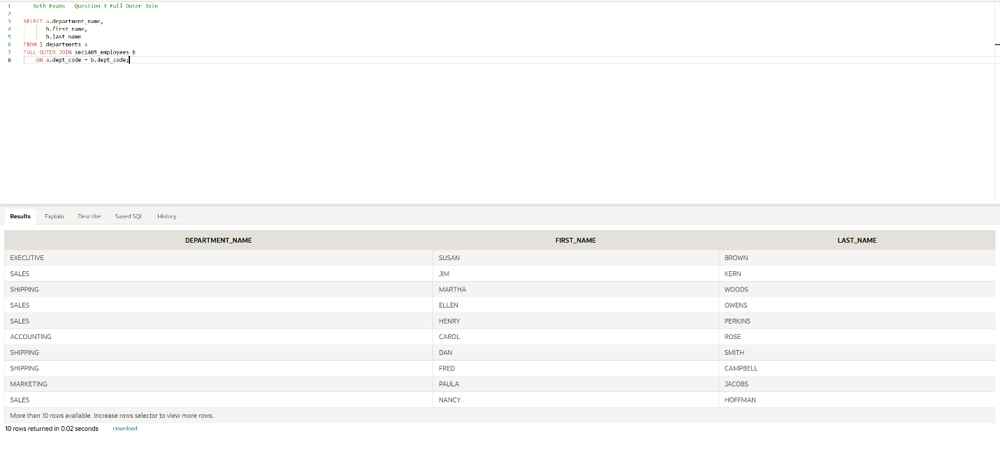 1 Seth Evans Question 3 Full Outer Join
2
3 SELECT a.department_name,
4 b.first_name,
5 b.last_name
6 FROM l_departments a
7 FULL OUTER JOIN sec1405_employees b
8 ON a.dept_code = b.dept_code;
Results Explain Describe Saved SQL History
DEPARTMENT_NAME FIRST_NAME LAST_NAME
EXECUTIVE SUSAN BROWN
SALES JIM KERN
SHIPPING MARTHA WOODS
SALES ELLEN OWENS
SALES HENRY PERKINS
ACCOUNTING CAROL ROSE
SHIPPING DAN SMITH
SHIPPING FRED CAMPBELL
MARKETING PAULA JACOBS
SALES NANCY HOFFMAN
More than 10 rows available. Increase rows selector to view more rows.
10 rows returned in 0.02 seconds Download